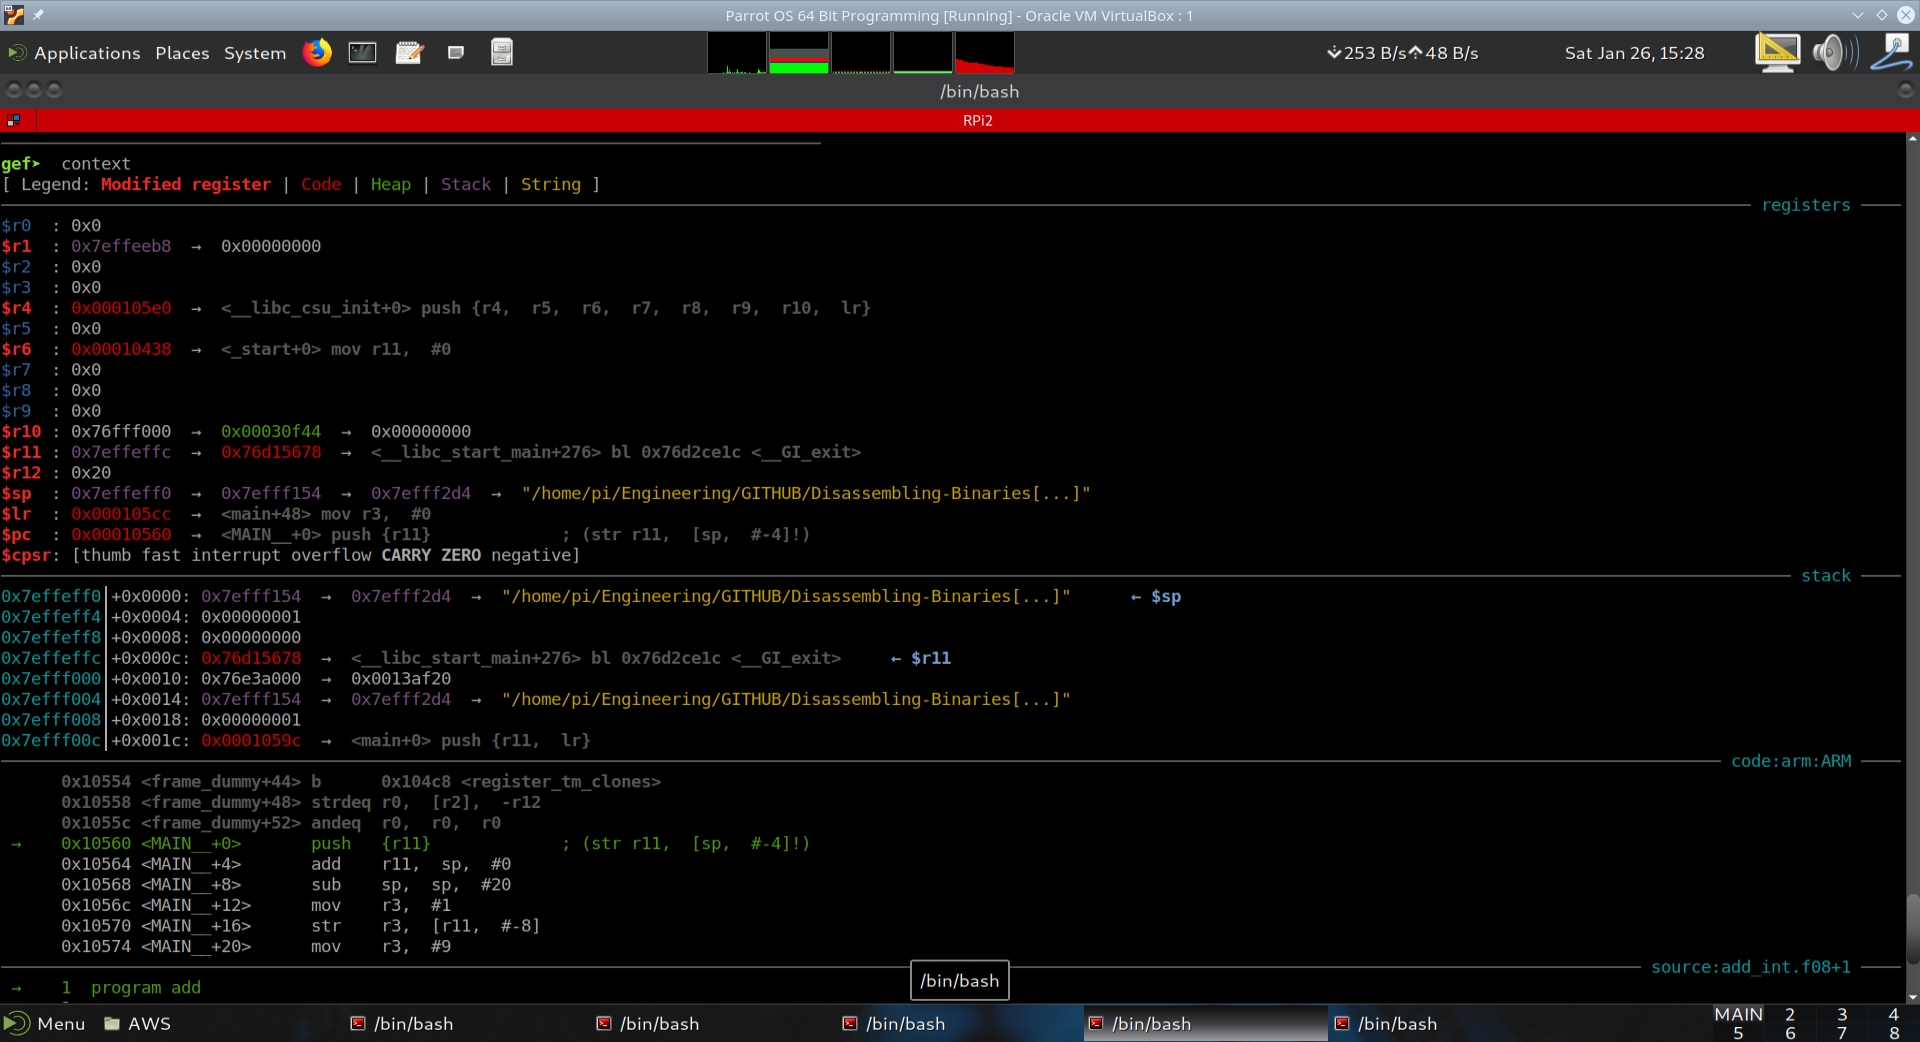 Parrot OS 64 Bit Programming [Running] - Oracle VM VirtualBox : 1
Applications Places System 253 B/s 48 B/s Sat Jan 26, 15:28
/bin/bash
RPi2
gef➤  context
[ Legend: Modified register | Code | Heap | Stack | String ]
registers
$r0  : 0x0
$r1  : 0x7effeeb8  →  0x00000000
$r2  : 0x0
$r3  : 0x0
$r4  : 0x000105e0  →  <__libc_csu_init+0> push {r4,  r5,  r6,  r7,  r8,  r9,  r10,  lr}
$r5  : 0x0
$r6  : 0x00010438  →  <_start+0> mov r11,  #0
$r7  : 0x0
$r8  : 0x0
$r9  : 0x0
$r10 : 0x76fff000  →  0x00030f44  →  0x00000000
$r11 : 0x7effeffc  →  0x76d15678  →  <__libc_start_main+276> bl 0x76d2ce1c <__GI_exit>
$r12 : 0x20
$sp  : 0x7effeff0  →  0x7efff154  →  0x7efff2d4  →  "/home/pi/Engineering/GITHUB/Disassembling-Binaries[...]"
$lr  : 0x000105cc  →  <main+48> mov r3,  #0
$pc  : 0x00010560  →  <MAIN__+0> push {r11}             ; (str r11,  [sp,  #-4]!)
$cpsr: [thumb fast interrupt overflow CARRY ZERO negative]
stack
0x7effeff0│+0x0000: 0x7efff154  →  0x7efff2d4  →  "/home/pi/Engineering/GITHUB/Disassembling-Binaries[...]"      ← $sp
0x7effeff4│+0x0004: 0x00000001
0x7effeff8│+0x0008: 0x00000000
0x7effeffc│+0x000c: 0x76d15678  →  <__libc_start_main+276> bl 0x76d2ce1c <__GI_exit>     ← $r11
0x7efff000│+0x0010: 0x76e3a000  →  0x0013af20
0x7efff004│+0x0014: 0x7efff154  →  0x7efff2d4  →  "/home/pi/Engineering/GITHUB/Disassembling-Binaries[...]"
0x7efff008│+0x0018: 0x00000001
0x7efff00c│+0x001c: 0x0001059c  →  <main+0> push {r11,  lr}
code:arm:ARM
0x10554 <frame_dummy+44> b      0x104c8 <register_tm_clones>
0x10558 <frame_dummy+48> strdeq r0,  [r2],  -r12
0x1055c <frame_dummy+52> andeq  r0,  r0,  r0
→    0x10560 <MAIN__+0>       push   {r11}             ; (str r11,  [sp,  #-4]!)
0x10564 <MAIN__+4>       add    r11,  sp,  #0
0x10568 <MAIN__+8>       sub    sp,  sp,  #20
0x1056c <MAIN__+12>      mov    r3,  #1
0x10570 <MAIN__+16>      str    r3,  [r11,  #-8]
0x10574 <MAIN__+20>      mov    r3,  #9
source:add_int.f08+1
→    1  program add
/bin/bash
Menu AWS /bin/bash /bin/bash /bin/bash /bin/bash /bin/bash MAIN 2 3 4
5 6 7 8